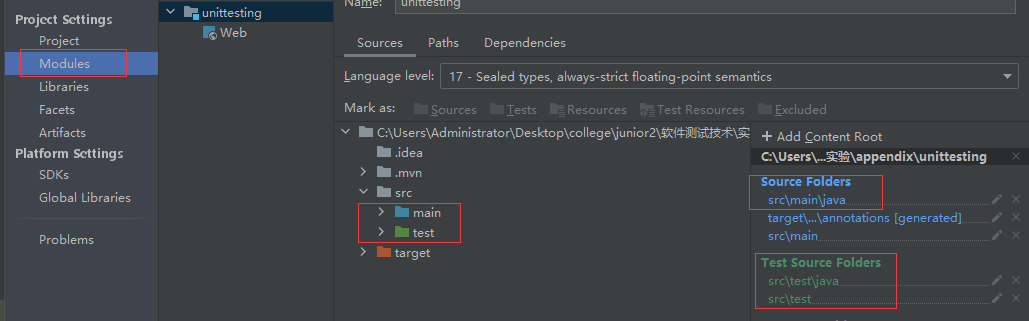 Name: unittesting
Project Settings
Project
Modules
Libraries
Facets
Artifacts
Platform Settings
SDKs
Global Libraries
Problems
unittesting
Web
Sources Paths Dependencies
Language level: 17 - Sealed types, always-strict floating-point semantics
Mark as: Sources Tests Resources Test Resources Excluded
C:\Users\Administrator\Desktop\college\junior2\软件测试技术\实
.idea
.mvn
src
main
test
target
+ Add Content Root
C:\Users\...实验\appendix\unittesting
Source Folders
src\main\java
target\...\annotations [generated]
src\main
Test Source Folders
src\test\java
src\test